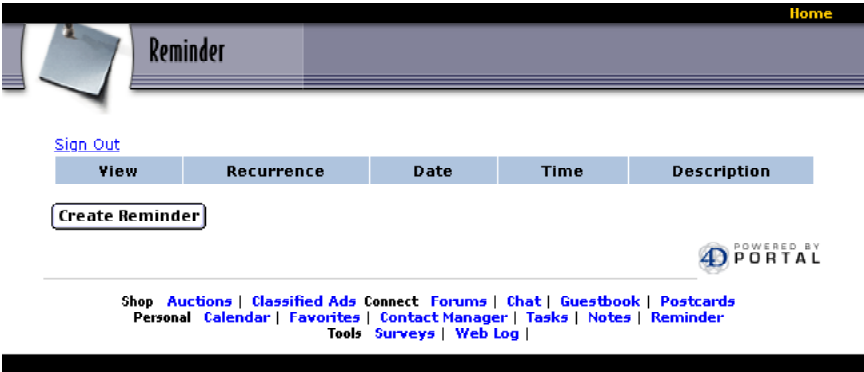 Home
Reminder
Sign Out
View Recurrence Date Time Description
Create Reminder
4D POWERED BY PORTAL
Shop Auctions | Classified Ads Connect Forums | Chat | Guestbook | Postcards
Personal Calendar | Favorites | Contact Manager | Tasks | Notes | Reminder
Tools Surveys | Web Log |